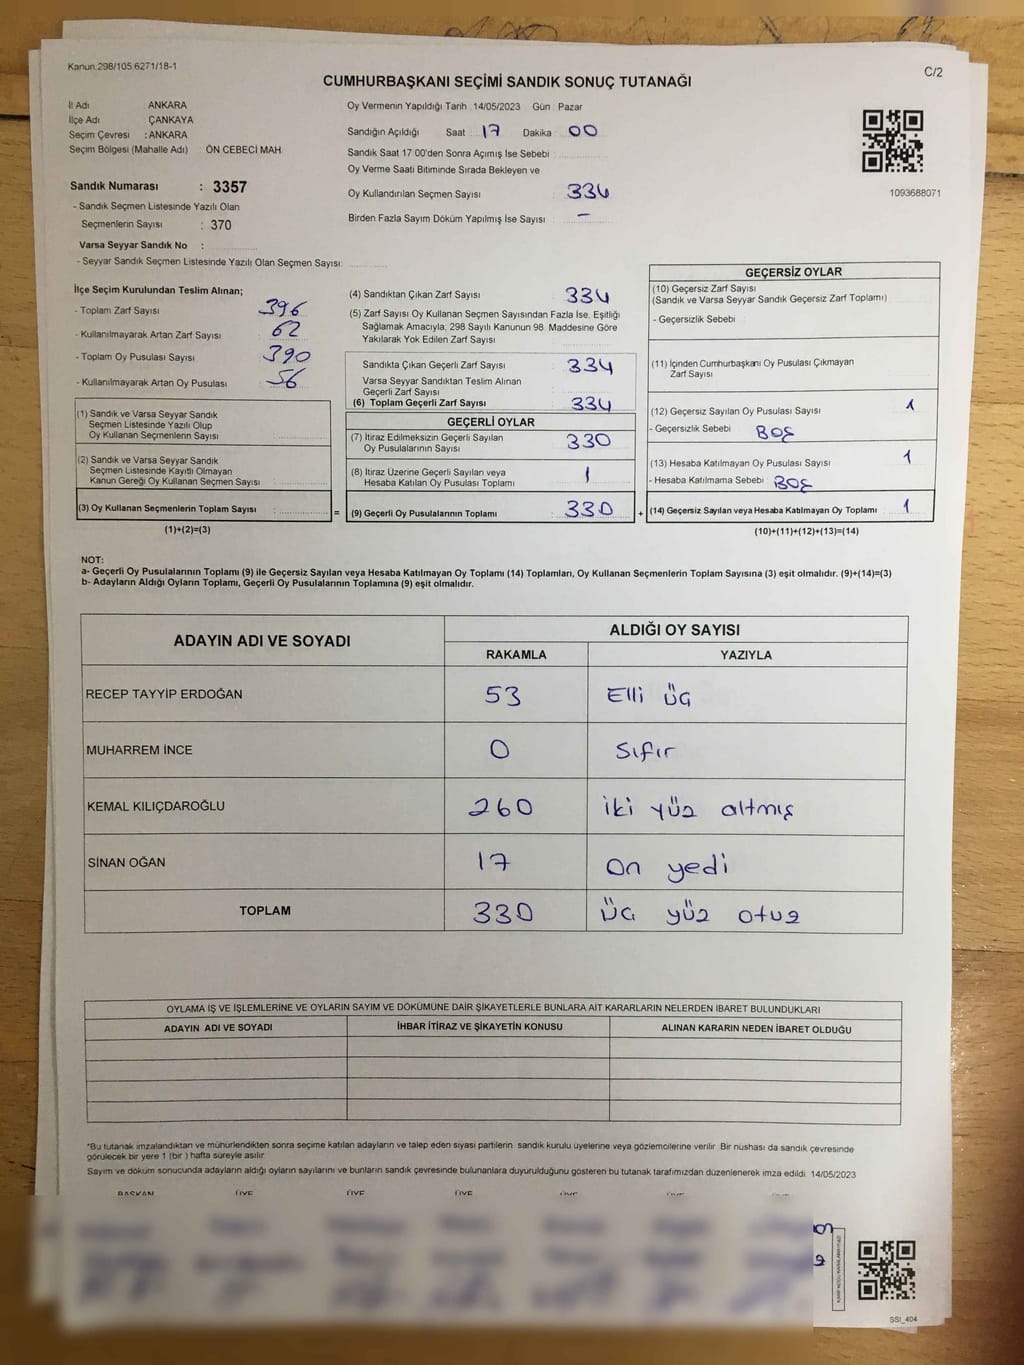 Kanun:298/105,6271/18-1
C/2
CUMHURBAŞKANI SEÇİMİ SANDIK SONUÇ TUTANAĞI
İl Adı ANKARA
İlçe Adı ÇANKAYA
Seçim Çevresi : ANKARA
Seçim Bölgesi (Mahalle Adı) : ÖN CEBECİ MAH.
Sandık Numarası : 3357
- Sandık Seçmen Listesinde Yazılı Olan
Seçmenlerin Sayısı : 370
Varsa Seyyar Sandık No :
- Seyyar Sandık Seçmen Listesinde Yazılı Olan Seçmen Sayısı:
Oy Vermenin Yapıldığı Tarih : 14/05/2023 Gün : Pazar
Sandığın Açıldığı Saat : 17 Dakika : 00
Sandık Saat 17:00'den Sonra Açımış İse Sebebi :
Oy Verme Saati Bitiminde Sırada Bekleyen ve
Oy Kullandırılan Seçmen Sayısı : 334
Birden Fazla Sayım Döküm Yapılmış İse Sayısı : -
1093688071
İlçe Seçim Kurulundan Teslim Alınan;
- Toplam Zarf Sayısı : 396
- Kullanılmayarak Artan Zarf Sayısı : 62
- Toplam Oy Pusulası Sayısı : 390
- Kullanılmayarak Artan Oy Pusulası : 56
(1) Sandık ve Varsa Seyyar Sandık
Seçmen Listesinde Yazılı Olup
Oy Kullanan Seçmenlerin Sayısı :
(2) Sandık ve Varsa Seyyar Sandık
Seçmen Listesinde Kayıtlı Olmayan
Kanun Gereği Oy Kullanan Seçmen Sayısı :
(3) Oy Kullanan Seçmenlerin Toplam Sayısı :
(1)+(2)=(3)
(4) Sandıktan Çıkan Zarf Sayısı : 334
(5) Zarf Sayısı Oy Kullanan Seçmen Sayısından Fazla İse, Eşitliği
Sağlamak Amacıyla; 298 Sayılı Kanunun 98. Maddesine Göre
Yakılarak Yok Edilen Zarf Sayısı :
Sandıkta Çıkan Geçerli Zarf Sayısı : 334
Varsa Seyyar Sandıktan Teslim Alınan
Geçerli Zarf Sayısı :
(6) Toplam Geçerli Zarf Sayısı : 334
GEÇERLİ OYLAR
(7) İtiraz Edilmeksizin Geçerli Sayılan
Oy Pusulalarının Sayısı : 330
(8) İtiraz Üzerine Geçerli Sayılan veya
Hesaba Katılan Oy Pusulası Toplamı : 1
= (9) Geçerli Oy Pusulalarının Toplamı : 330 +
GEÇERSİZ OYLAR
(10) Geçersiz Zarf Sayısı
(Sandık ve Varsa Seyyar Sandık Geçersiz Zarf Toplamı) :
- Geçersizlik Sebebi :
(11) İçinden Cumhurbaşkanı Oy Pusulası Çıkmayan
Zarf Sayısı :
(12) Geçersiz Sayılan Oy Pusulası Sayısı : 1
- Geçersizlik Sebebi : BOŞ
(13) Hesaba Katılmayan Oy Pusulası Sayısı : 1
- Hesaba Katılmama Sebebi : BOŞ
(14) Geçersiz Sayılan veya Hesaba Katılmayan Oy Toplamı : 1
(10)+(11)+(12)+(13)=(14)
NOT:
a- Geçerli Oy Pusulalarının Toplamı (9) ile Geçersiz Sayılan veya Hesaba Katılmayan Oy Toplamı (14) Toplamları, Oy Kullanan Seçmenlerin Toplam Sayısına (3) eşit olmalıdır. (9)+(14)=(3)
b- Adayların Aldığı Oyların Toplamı, Geçerli Oy Pusulalarının Toplamına (9) eşit olmalıdır.
ADAYIN ADI VE SOYADI ALDIĞI OY SAYISI
RAKAMLA YAZIYLA
RECEP TAYYİP ERDOĞAN 53 Elli üç
MUHARREM İNCE 0 Sıfır
KEMAL KILIÇDAROĞLU 260 iki yüz altmış
SİNAN OĞAN 17 on yedi
TOPLAM 330 üç yüz otuz
OYLAMA İŞ VE İŞLEMLERİNE VE OYLARIN SAYIM VE DÖKÜMÜNE DAİR ŞİKAYETLERLE BUNLARA AİT KARARLARIN NELERDEN İBARET BULUNDUKLARI
ADAYIN ADI VE SOYADI İHBAR İTİRAZ VE ŞİKAYETİN KONUSU ALINAN KARARIN NEDEN İBARET OLDUĞU
*Bu tutanak imzalandıktan ve mühürlendikten sonra seçime katılan adayların ve talep eden siyasi partilerin sandık kurulu üyelerine veya gözlemcilerine verilir. Bir nüshası da sandık çevresinde
görülecek bir yere 1 (bir) hafta süreyle asılır.
Sayım ve döküm sonucunda adayların aldığı oyların sayılarını ve bunların sandık çevresinde bulunanlara duyurulduğunu gösteren bu tutanak tarafımızdan düzenlenerek imza edildi. 14/05/2023
BAŞKAN ÜYE ÜYE ÜYE ÜYE ÜYE ÜYE
SSI_404